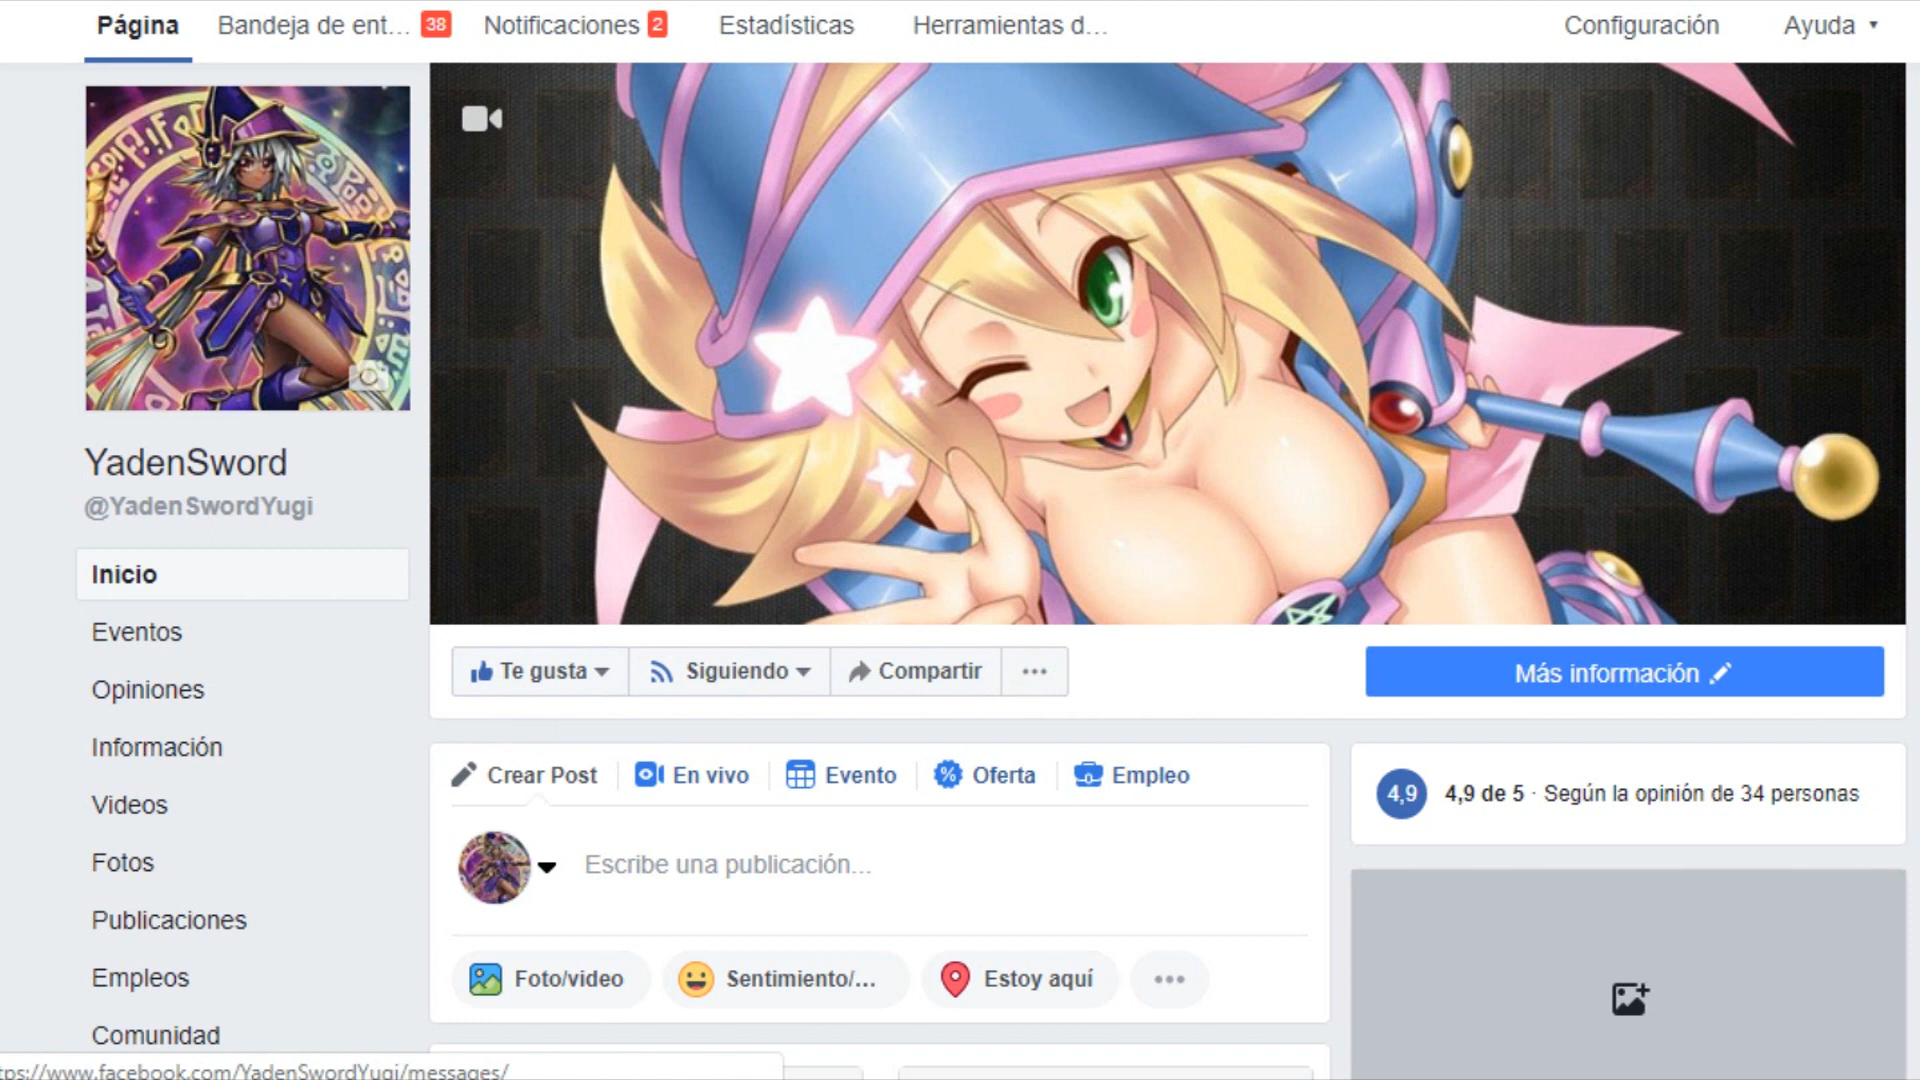 Página Bandeja de ent... 38 Notificaciones 2 Estadísticas Herramientas d... Configuración Ayuda
YadenSword
@YadenSwordYugi
Inicio
Eventos
Opiniones
Información
Videos
Fotos
Publicaciones
Empleos
Comunidad
Te gusta Siguiendo Compartir ... Más información
Crear Post En vivo Evento % Oferta Empleo
Escribe una publicación...
Foto/video Sentimiento/... Estoy aquí ...
4,9 4,9 de 5 · Según la opinión de 34 personas
tps://www.facebook.com/YadenSwordYugi/messages/